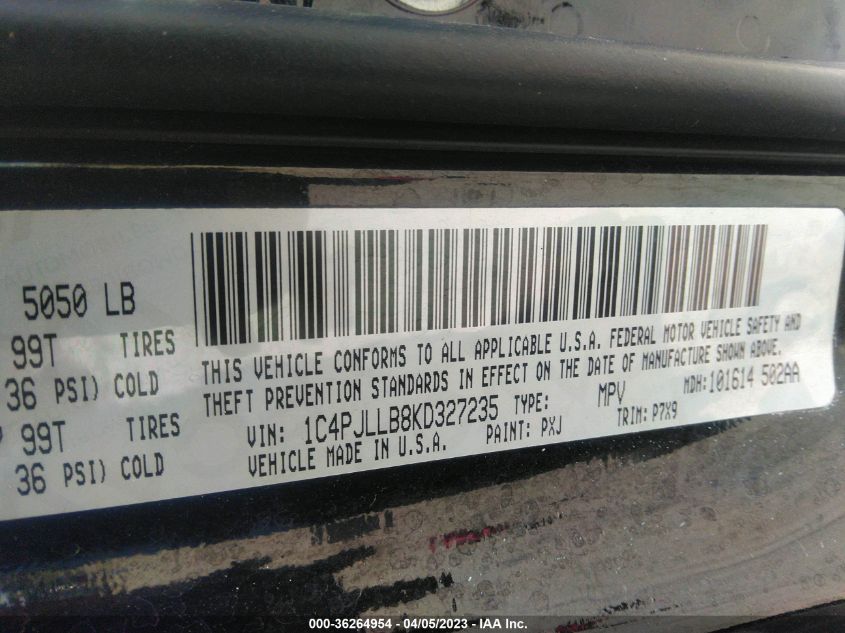 5050 LB
99T TIRES
36 PSI) COLD
99T TIRES
36 PSI) COLD
THIS VEHICLE CONFORMS TO ALL APPLICABLE U.S.A. FEDERAL MOTOR VEHICLE SAFETY AND
THEFT PREVENTION STANDARDS IN EFFECT ON THE DATE OF MANUFACTURE SHOWN ABOVE.
VIN: 1C4PJLLB8KD327235 TYPE: MPV MDH:101614 502AA
VEHICLE MADE IN U.S.A. PAINT: PXJ TRIM: P7X9
000-36264954 - 04/05/2023 - IAA Inc.